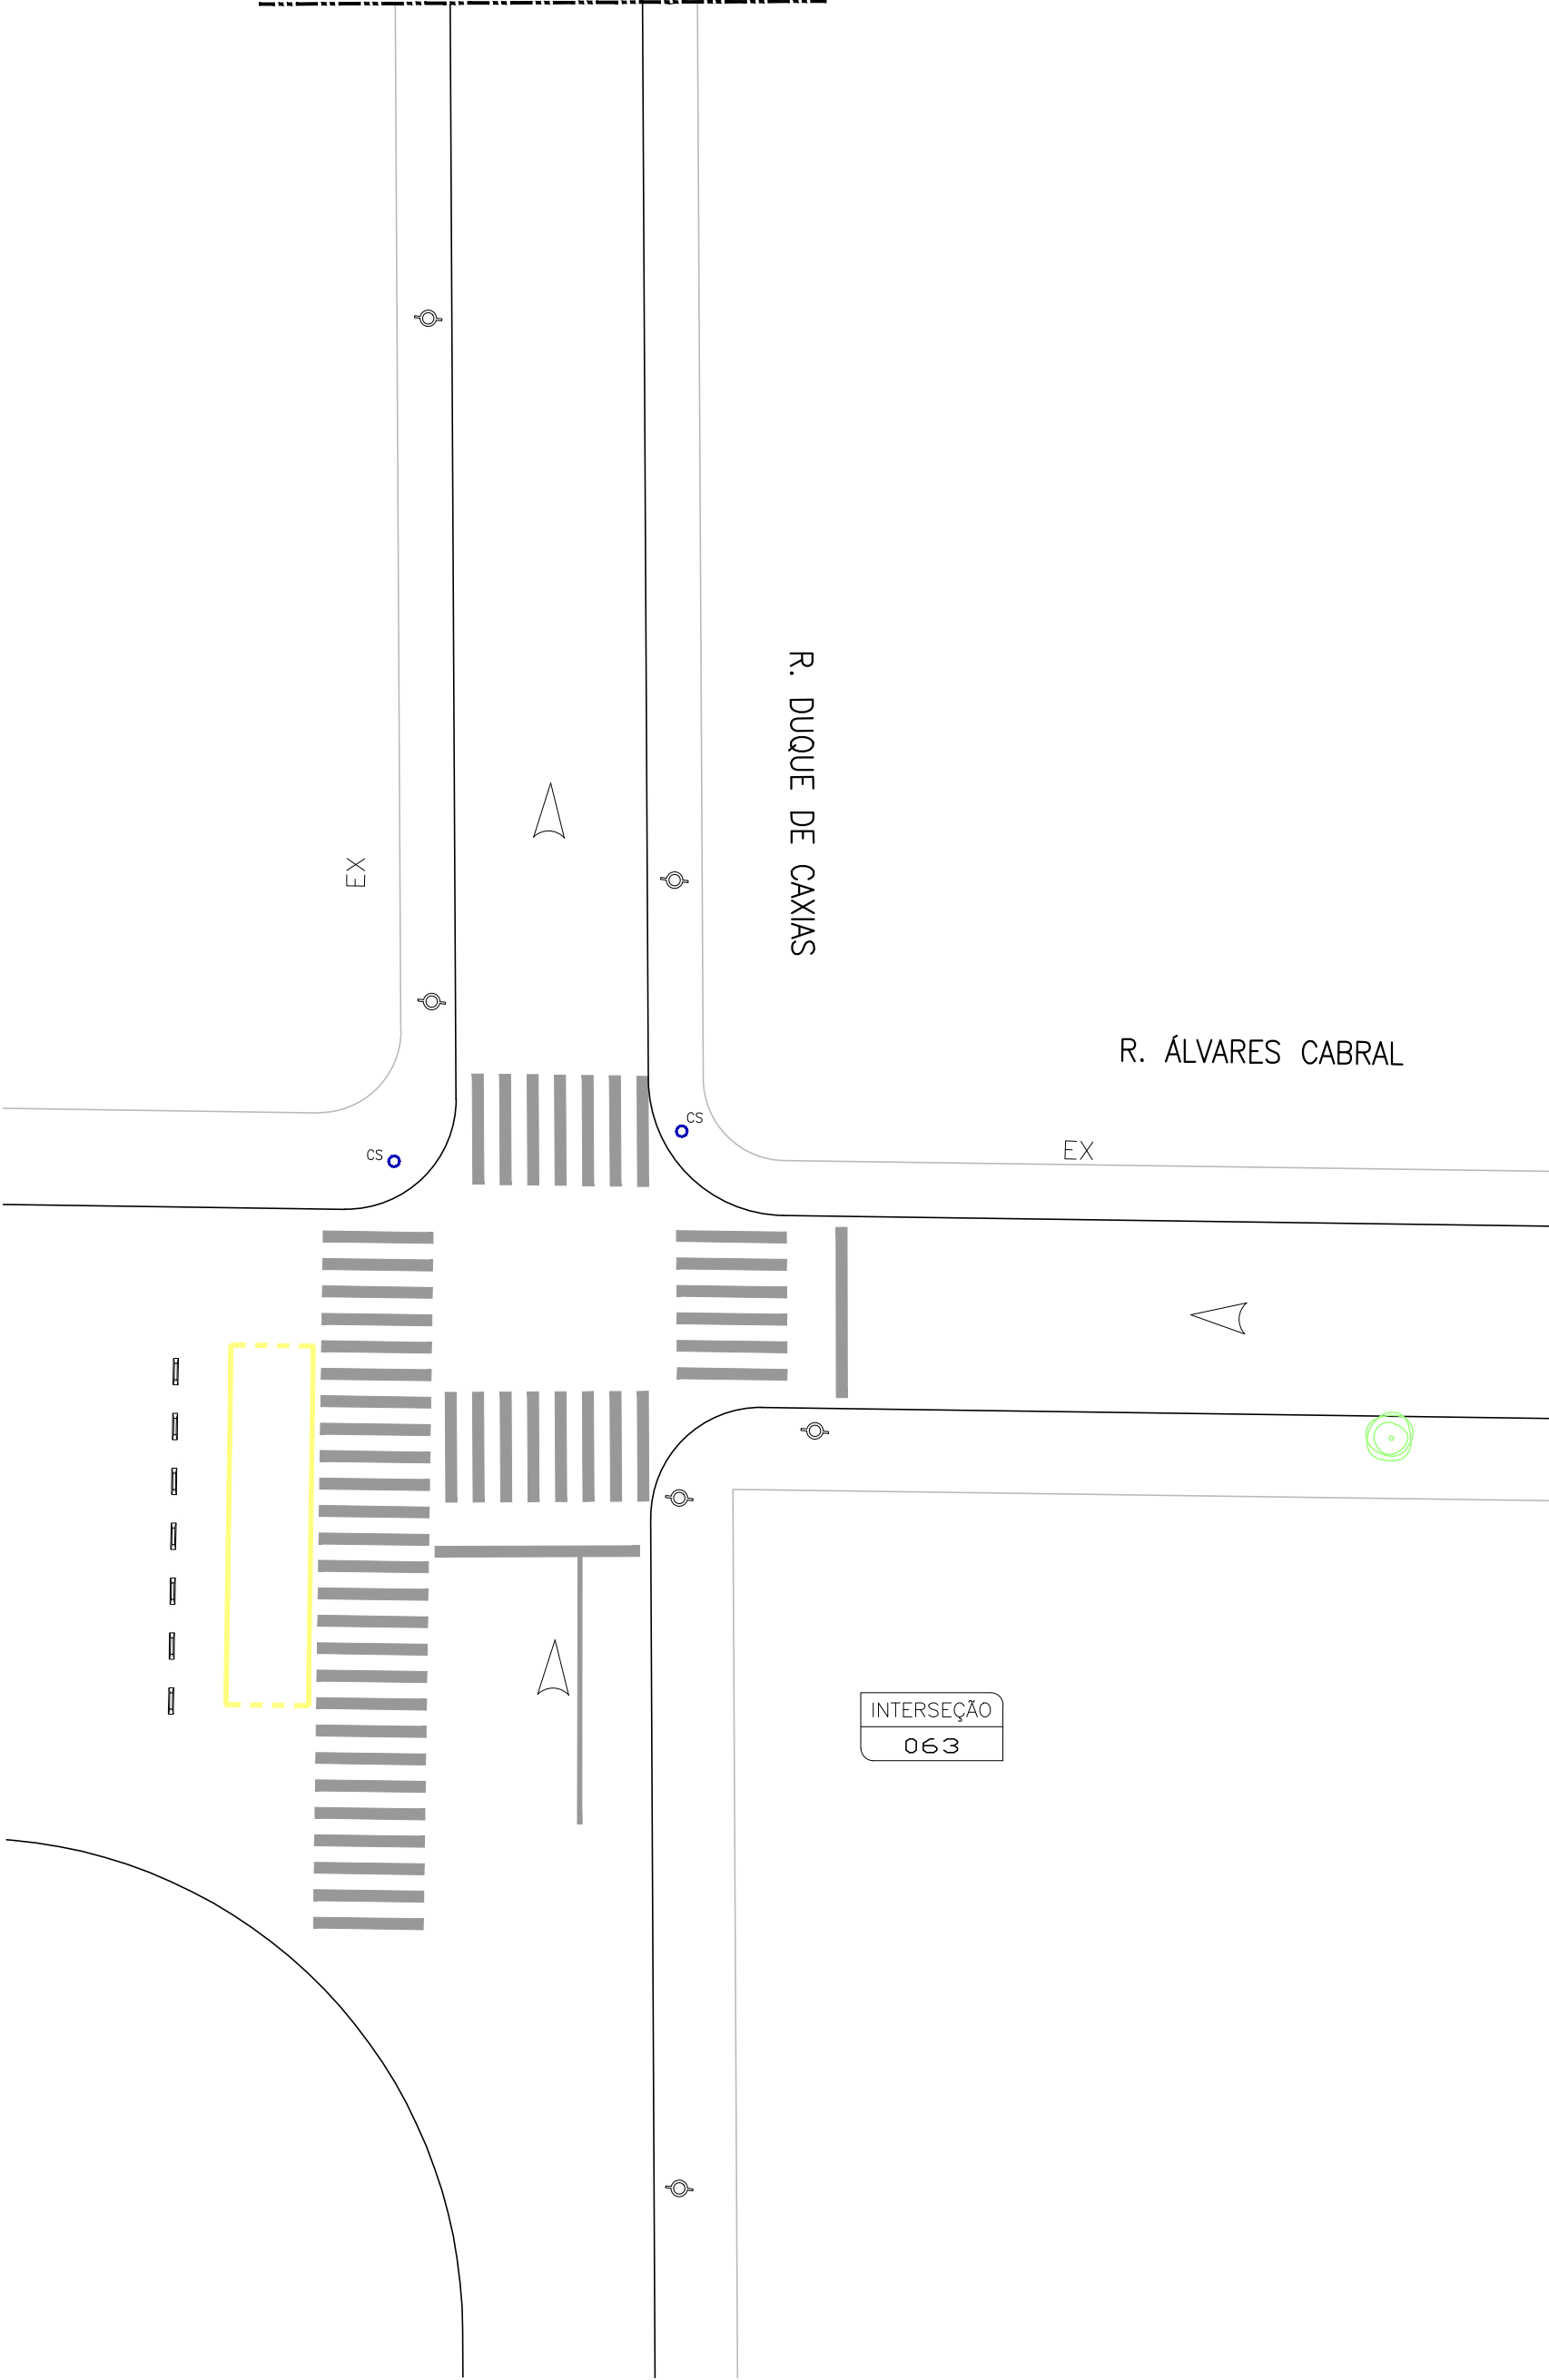 R. DUQUE DE CAXIAS
EX
R. ÁLVARES CABRAL
CS
EX
CS
INTERSEÇÃO
063